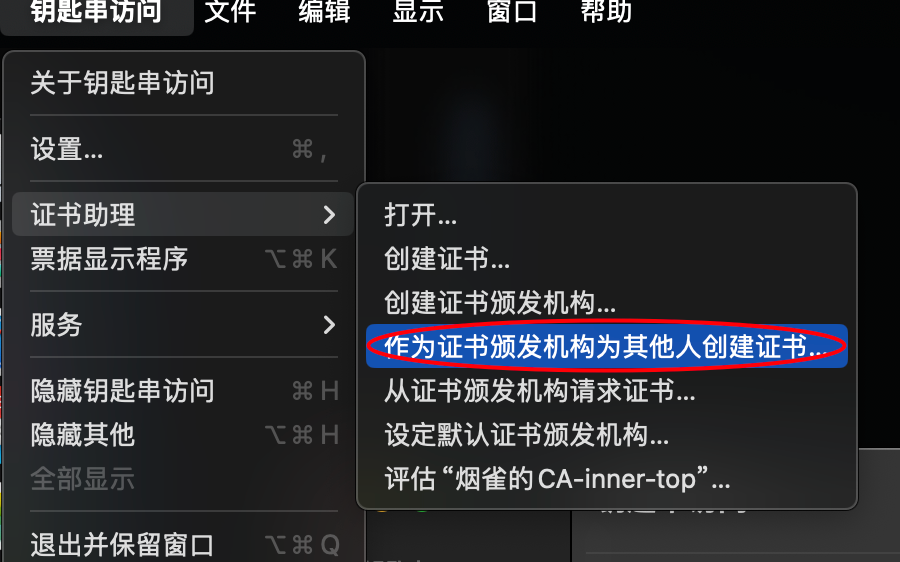 钥匙串访问 文件 编辑 显示 窗口 帮助
关于钥匙串访问
设置... ⌘ ,
证书助理
票据显示程序 ⌥⌘K
服务
隐藏钥匙串访问 ⌘H
隐藏其他 ⌥⌘H
全部显示
退出并保留窗口 ⌥⌘Q
打开...
创建证书...
创建证书颁发机构...
作为证书颁发机构为其他人创建证书...
从证书颁发机构请求证书...
设定默认证书颁发机构...
评估“烟雀的CA-inner-top”...